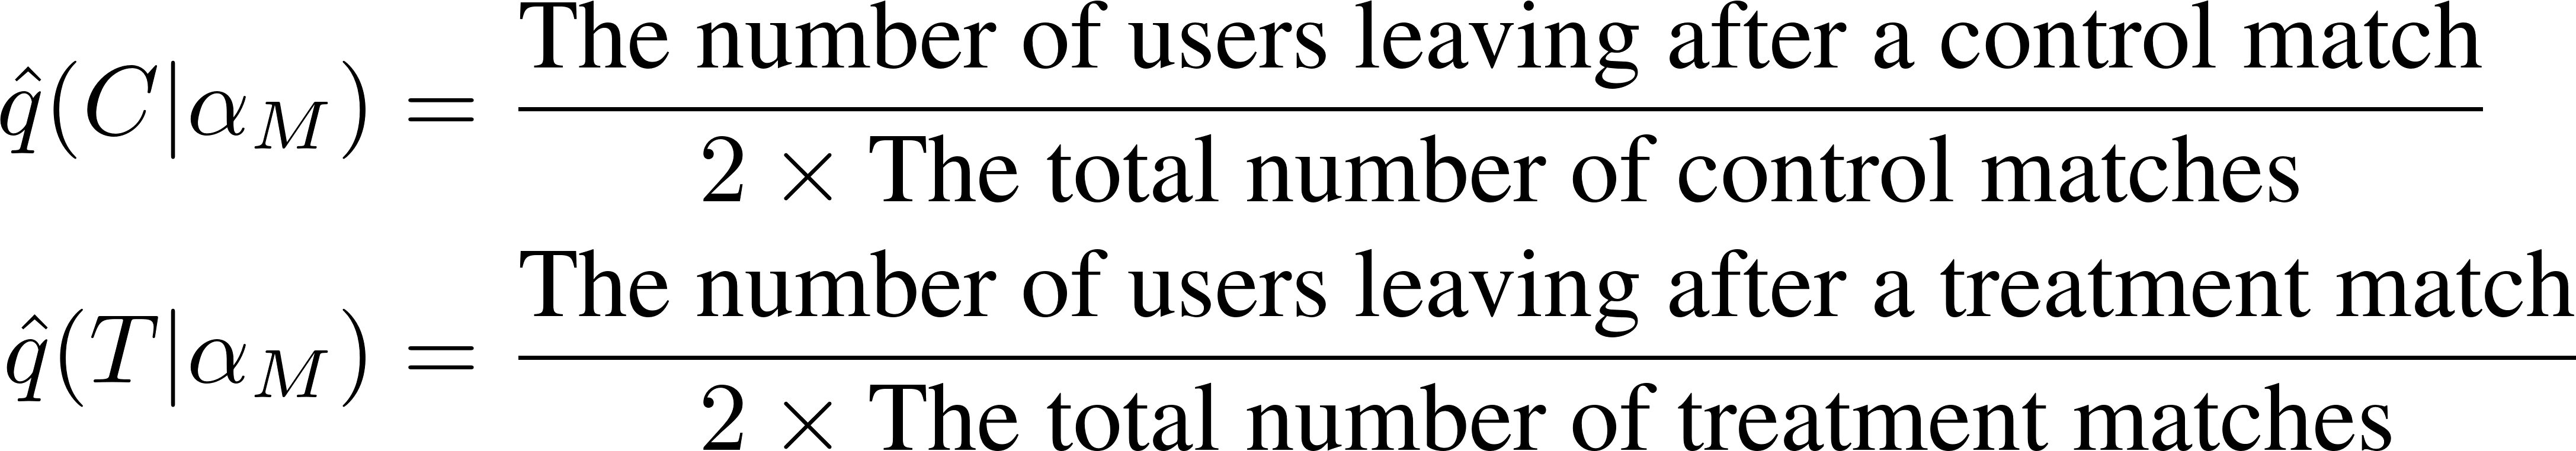 q̂(C|α_M) = The number of users leaving after a control match
2 × The total number of control matches
q̂(T|α_M) = The number of users leaving after a treatment match
2 × The total number of treatment matches